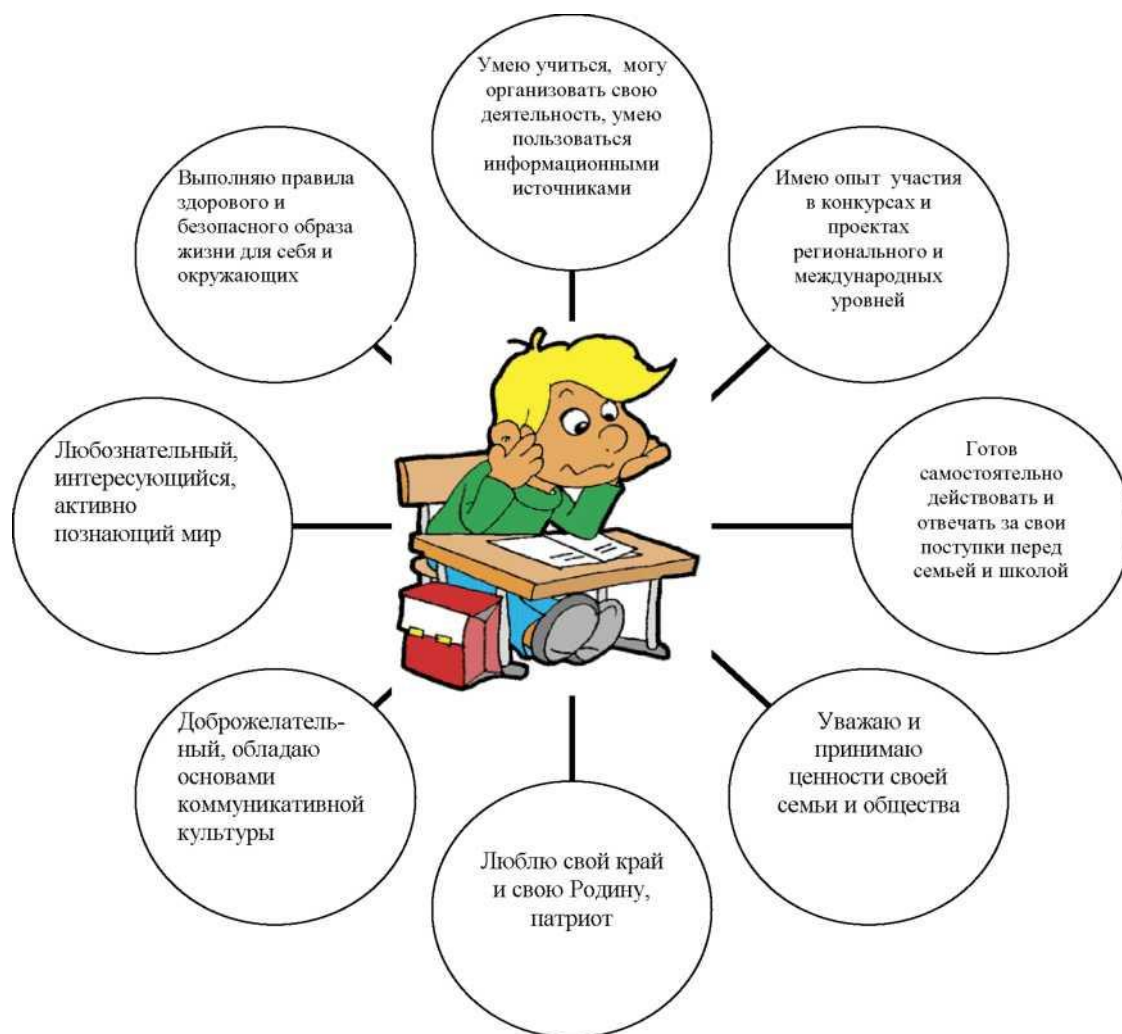 Умею учиться, могу
организовать свою
деятельность, умею
пользоваться
информационными
источниками
Имею опыт участия
в конкурсах и
проектах
регионального и
международных
уровней
Готов
самостоятельно
действовать и
отвечать за свои
поступки перед
семьей и школой
Уважаю и
принимаю
ценности своей
семьи и общества
Люблю свой край
и свою Родину,
патриот
Доброжелатель-
ный, обладаю
основами
коммуникативной
культуры
Любознательный,
интересующийся,
активно
познающий мир
Выполняю правила
здорового и
безопасного образа
жизни для себя и
окружающих